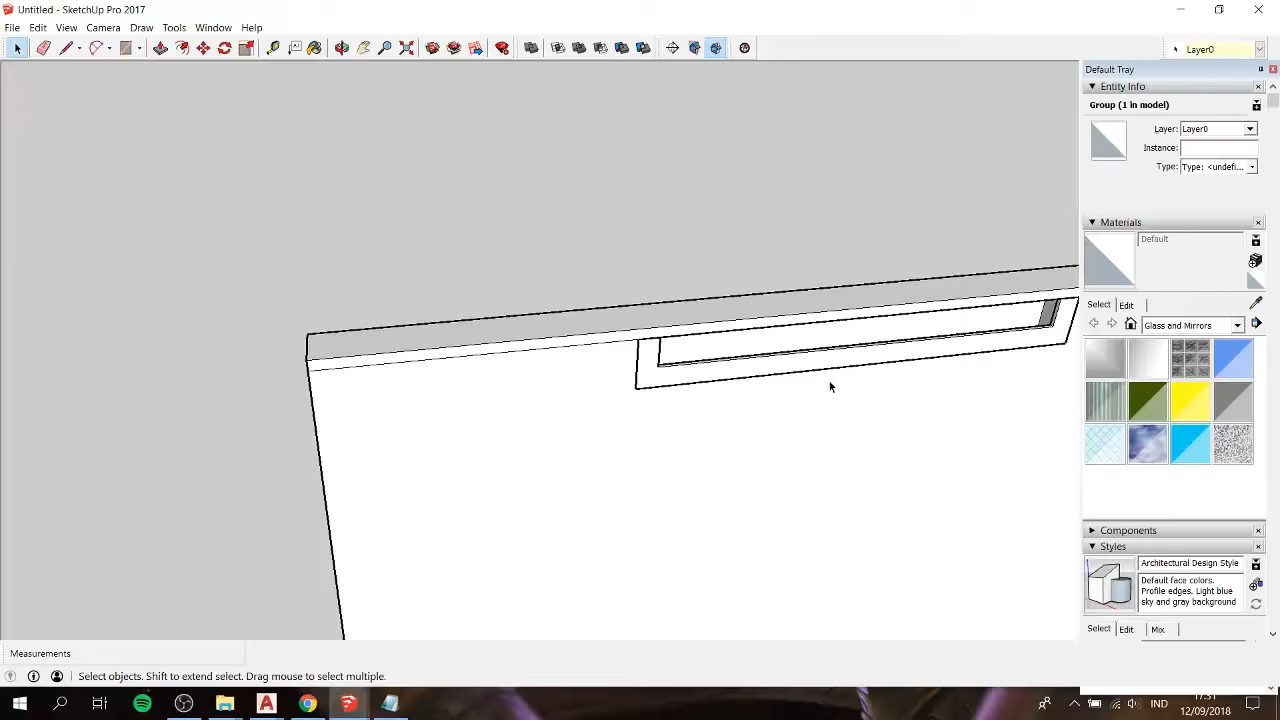 Untitled - SketchUp Pro 2017
File Edit View Camera Draw Tools Window Help
Layer0
Default Tray
Entity Info
Group (1 in model)
Layer: Layer0
Instance:
Type: Type: <undefi...
Materials
Default
Select Edit
Glass and Mirrors
Components
Styles
Architectural Design Style
Default face colors.
Profile edges. Light blue
sky and gray background
Select Edit Mix
Measurements
Select objects. Shift to extend select. Drag mouse to select multiple.
IND
12/09/2018